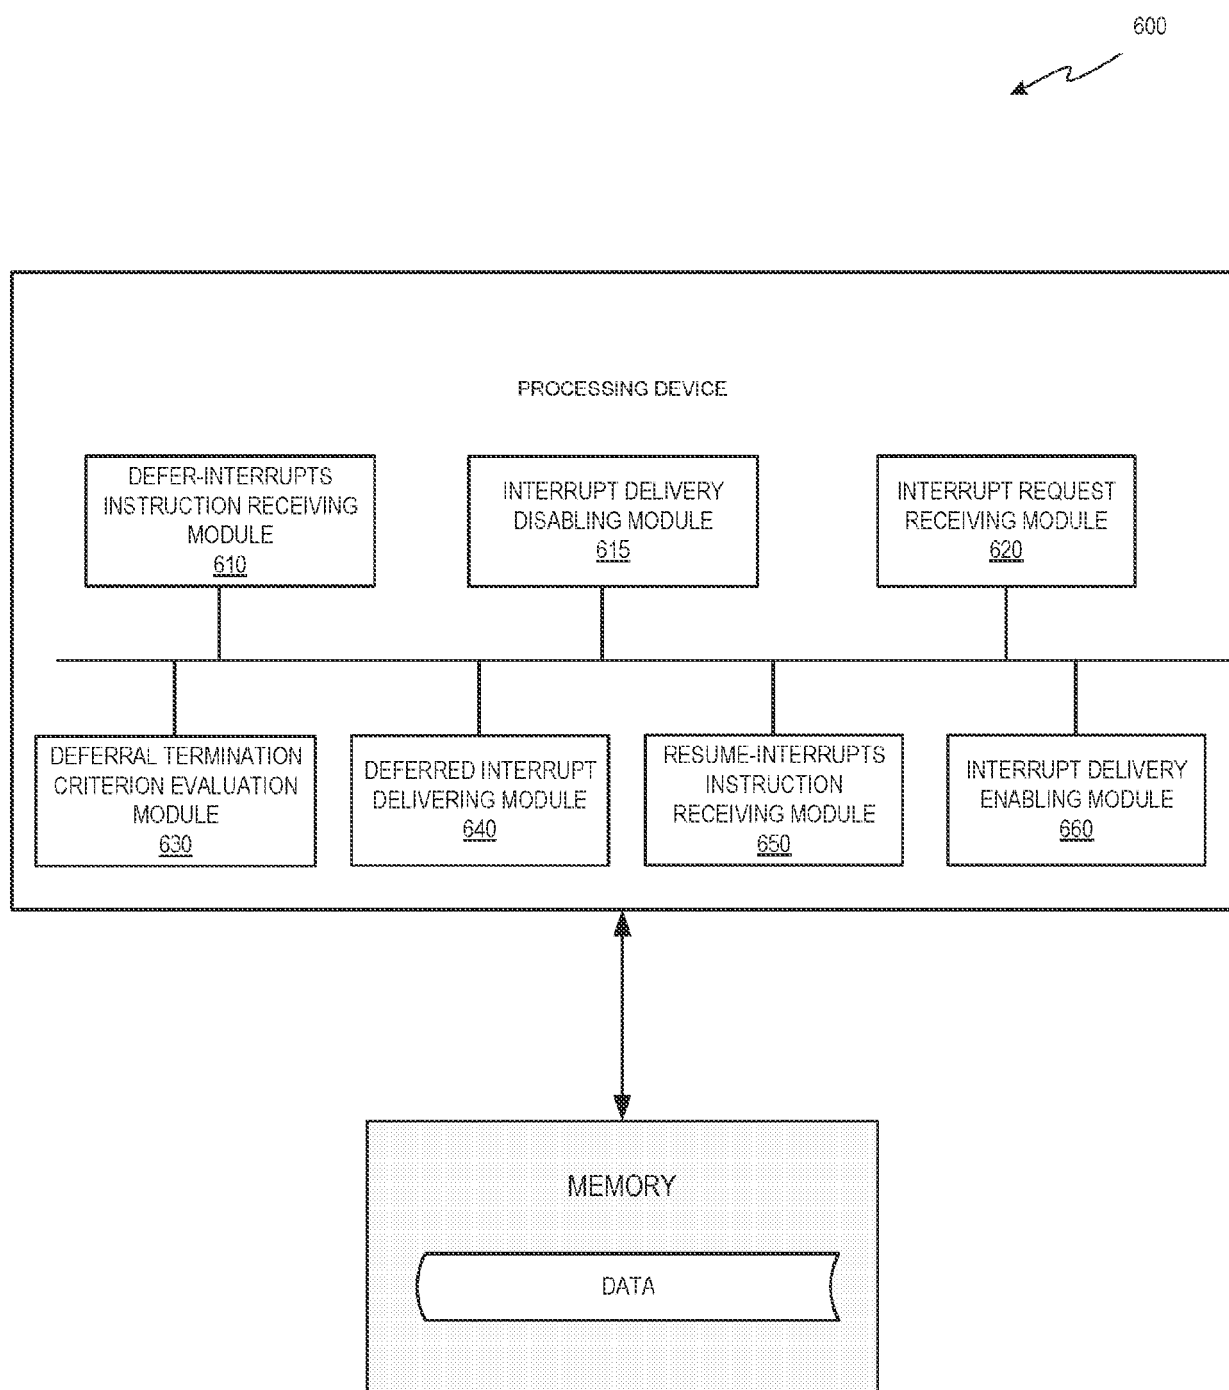 600
PROCESSING DEVICE
DEFER-INTERRUPTS
INSTRUCTION RECEIVING
MODULE
610
INTERRUPT DELIVERY
DISABLING MODULE
615
INTERRUPT REQUEST
RECEIVING MODULE
620
DEFERRAL TERMINATION
CRITERION EVALUATION
MODULE
630
DEFERRED INTERRUPT
DELIVERING MODULE
640
RESUME-INTERRUPTS
INSTRUCTION
RECEIVING MODULE
650
INTERRUPT DELIVERY
ENABLING MODULE
660
MEMORY
DATA